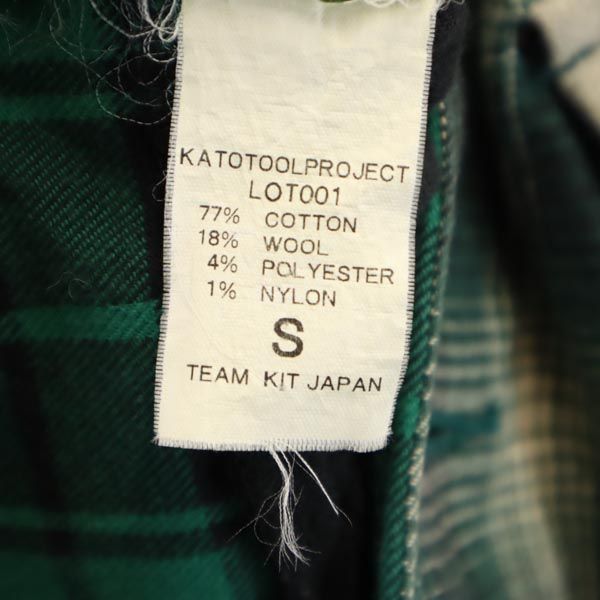 KATOTOOLPROJECT
LOT001
77% COTTON
18% WOOL
4% POLYESTER
1% NYLON
S
TEAM KIT JAPAN